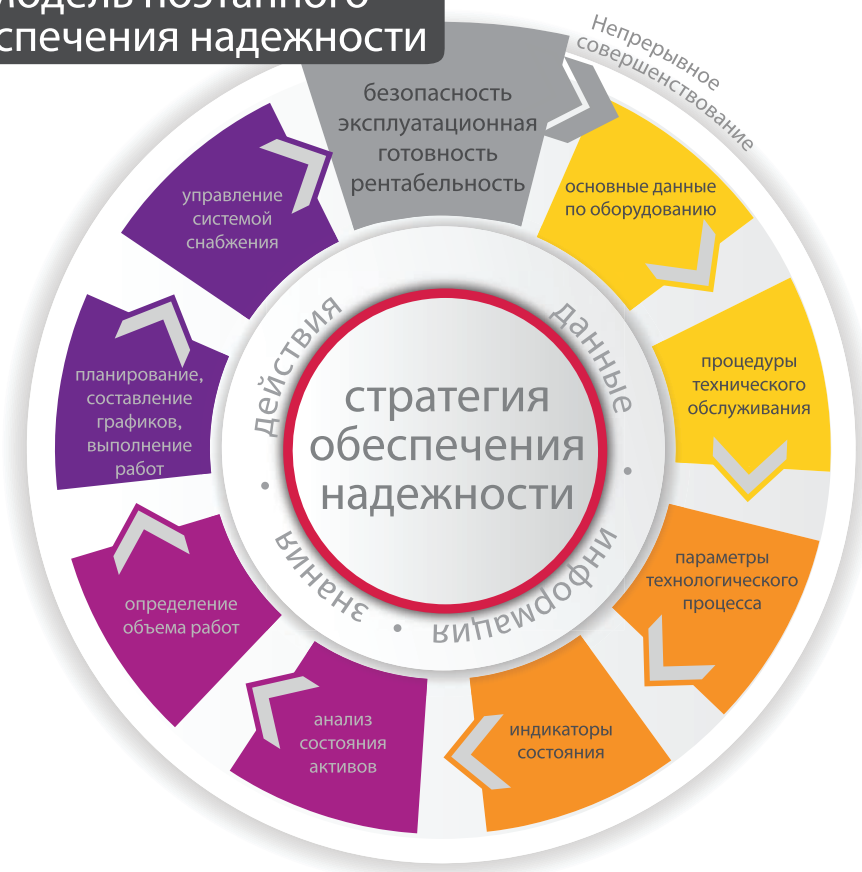 модель поэтапного
спечения надежности
Непрерывное
совершенствование
безопасность
эксплуатационная
готовность
рентабельность
основные данные
по оборудованию
процедуры
технического
обслуживания
параметры
технологического
процесса
индикаторы
состояния
анализ
состояния
активов
определение
объема работ
планирование,
составление
графиков,
выполнение
работ
управление
системой
снабжения
данные
•
информация
•
знания
•
действия
стратегия
обеспечения
надежности